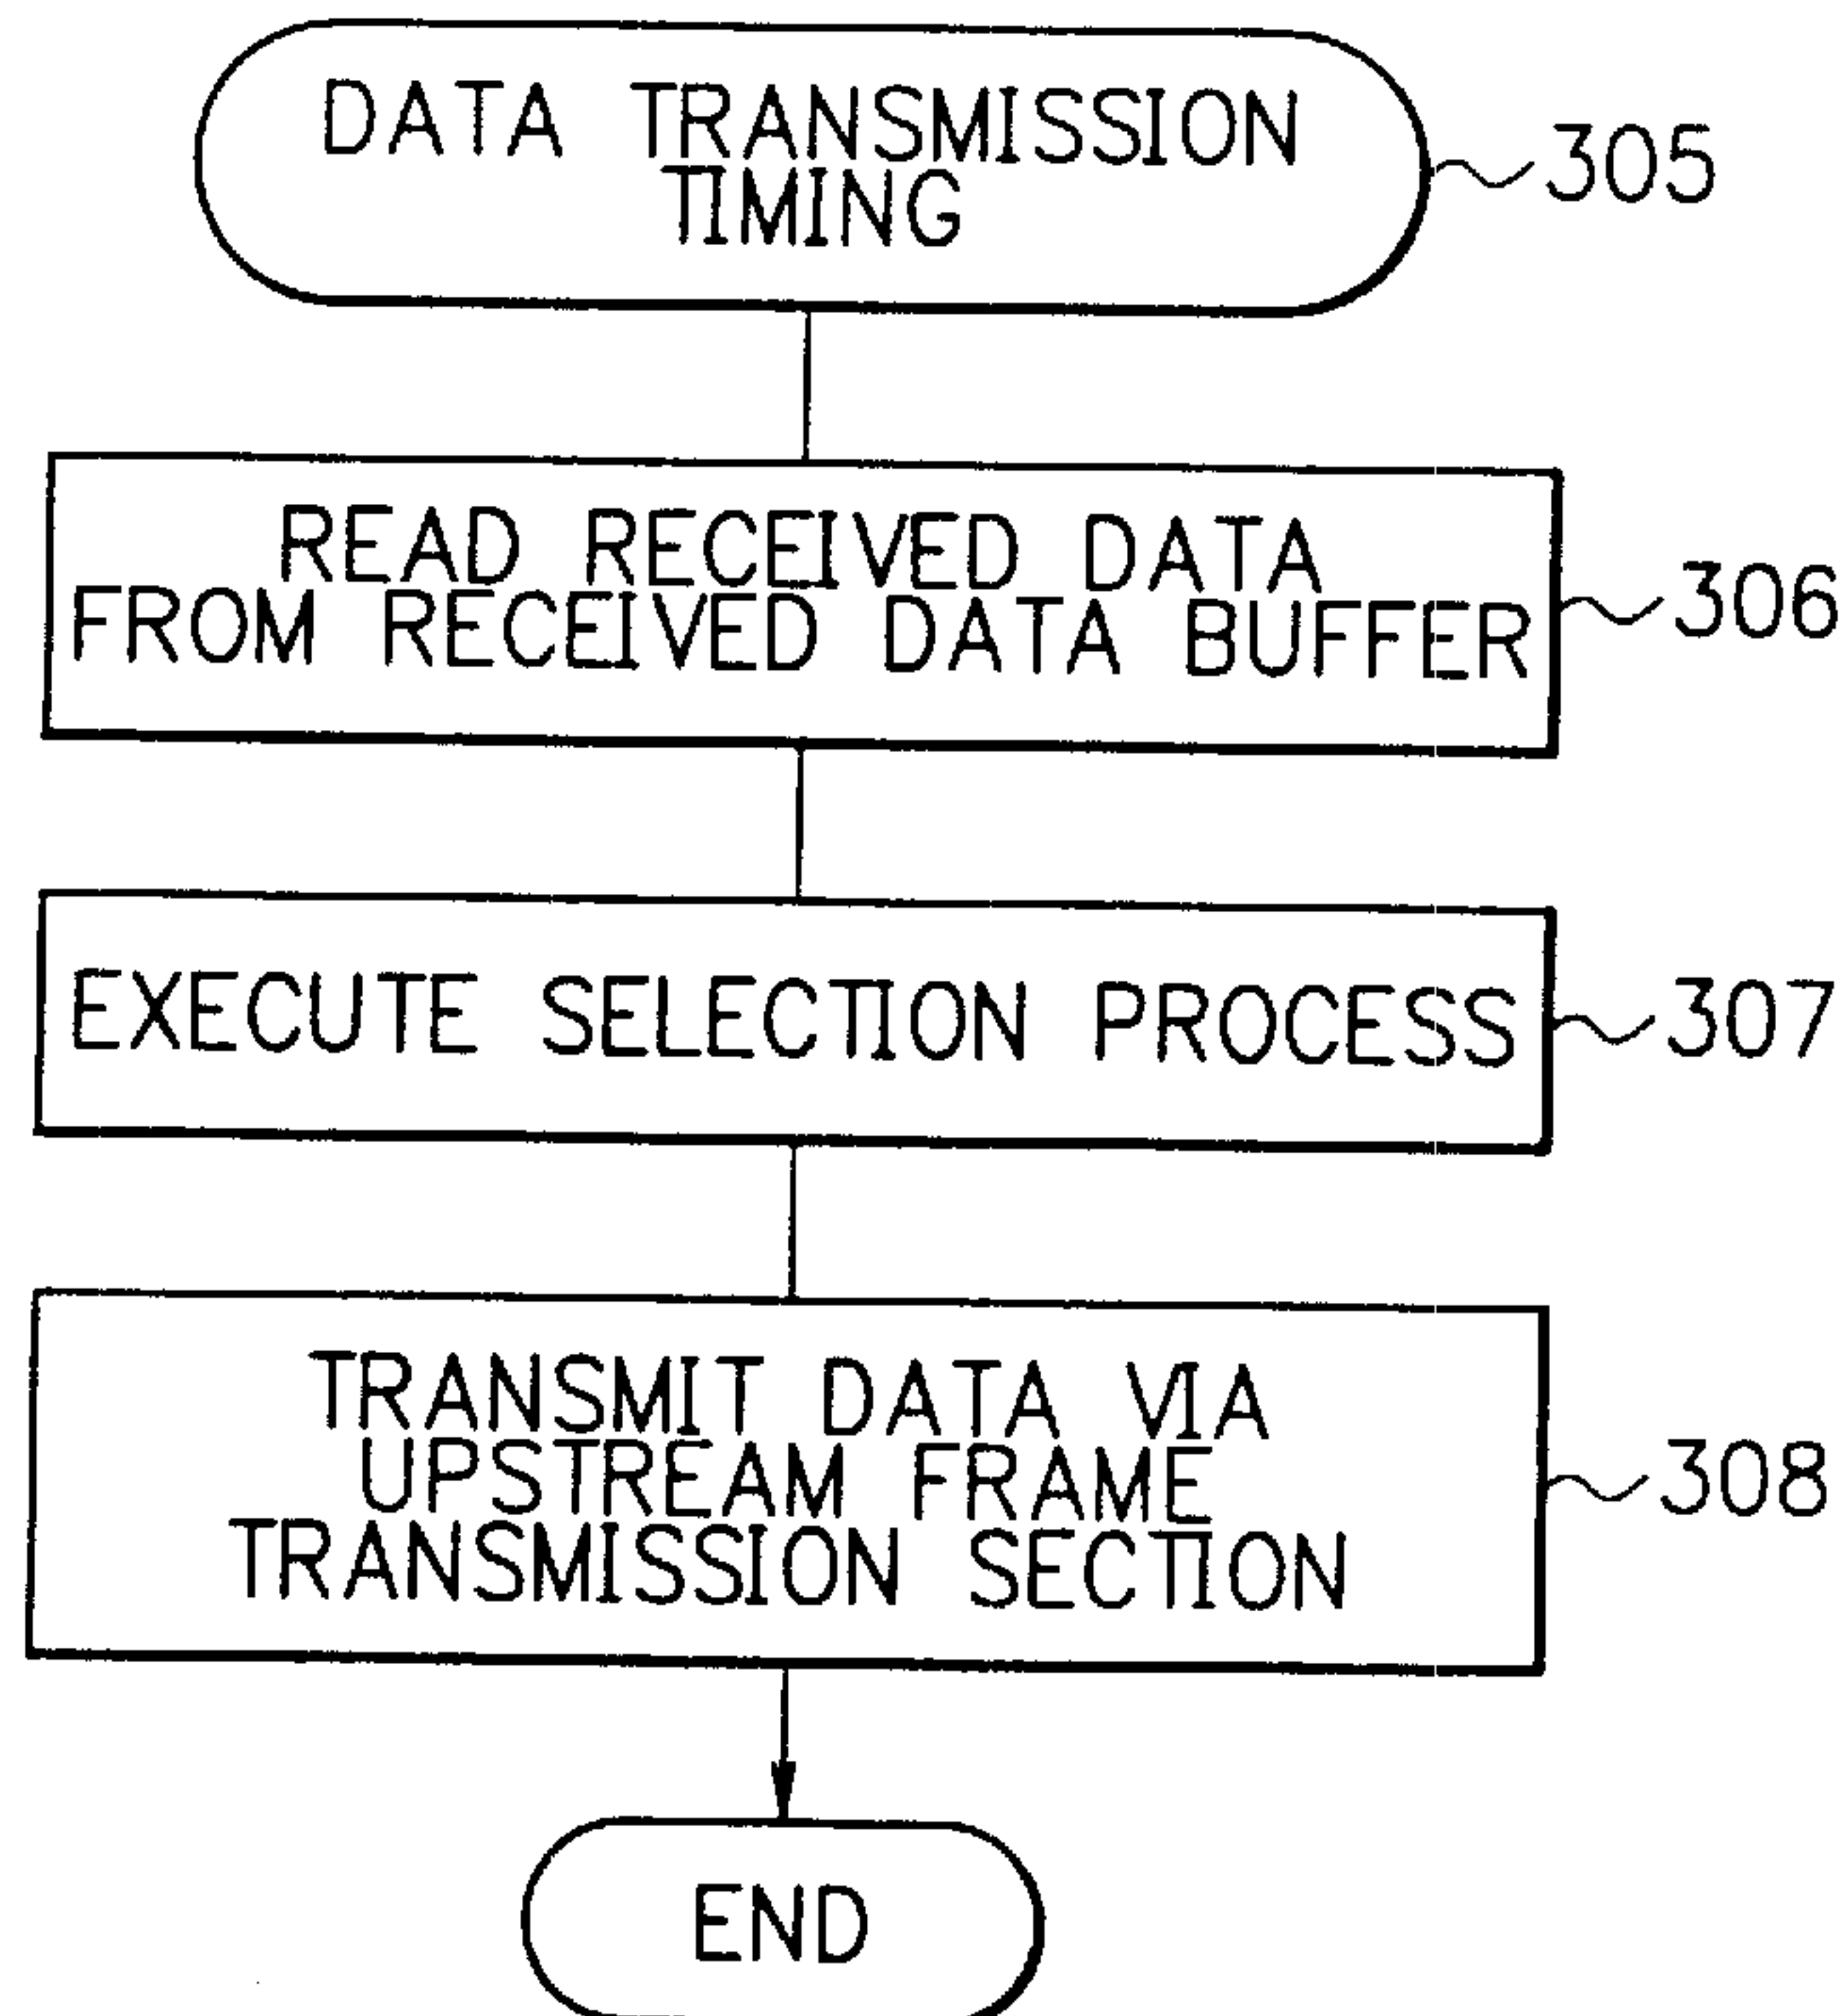 DATA TRANSMISSION
TIMING
305
READ RECEIVED DATA
FROM RECEIVED DATA BUFFER
306
EXECUTE SELECTION PROCESS
307
TRANSMIT DATA VIA
UPSTREAM FRAME
TRANSMISSION SECTION
308
END